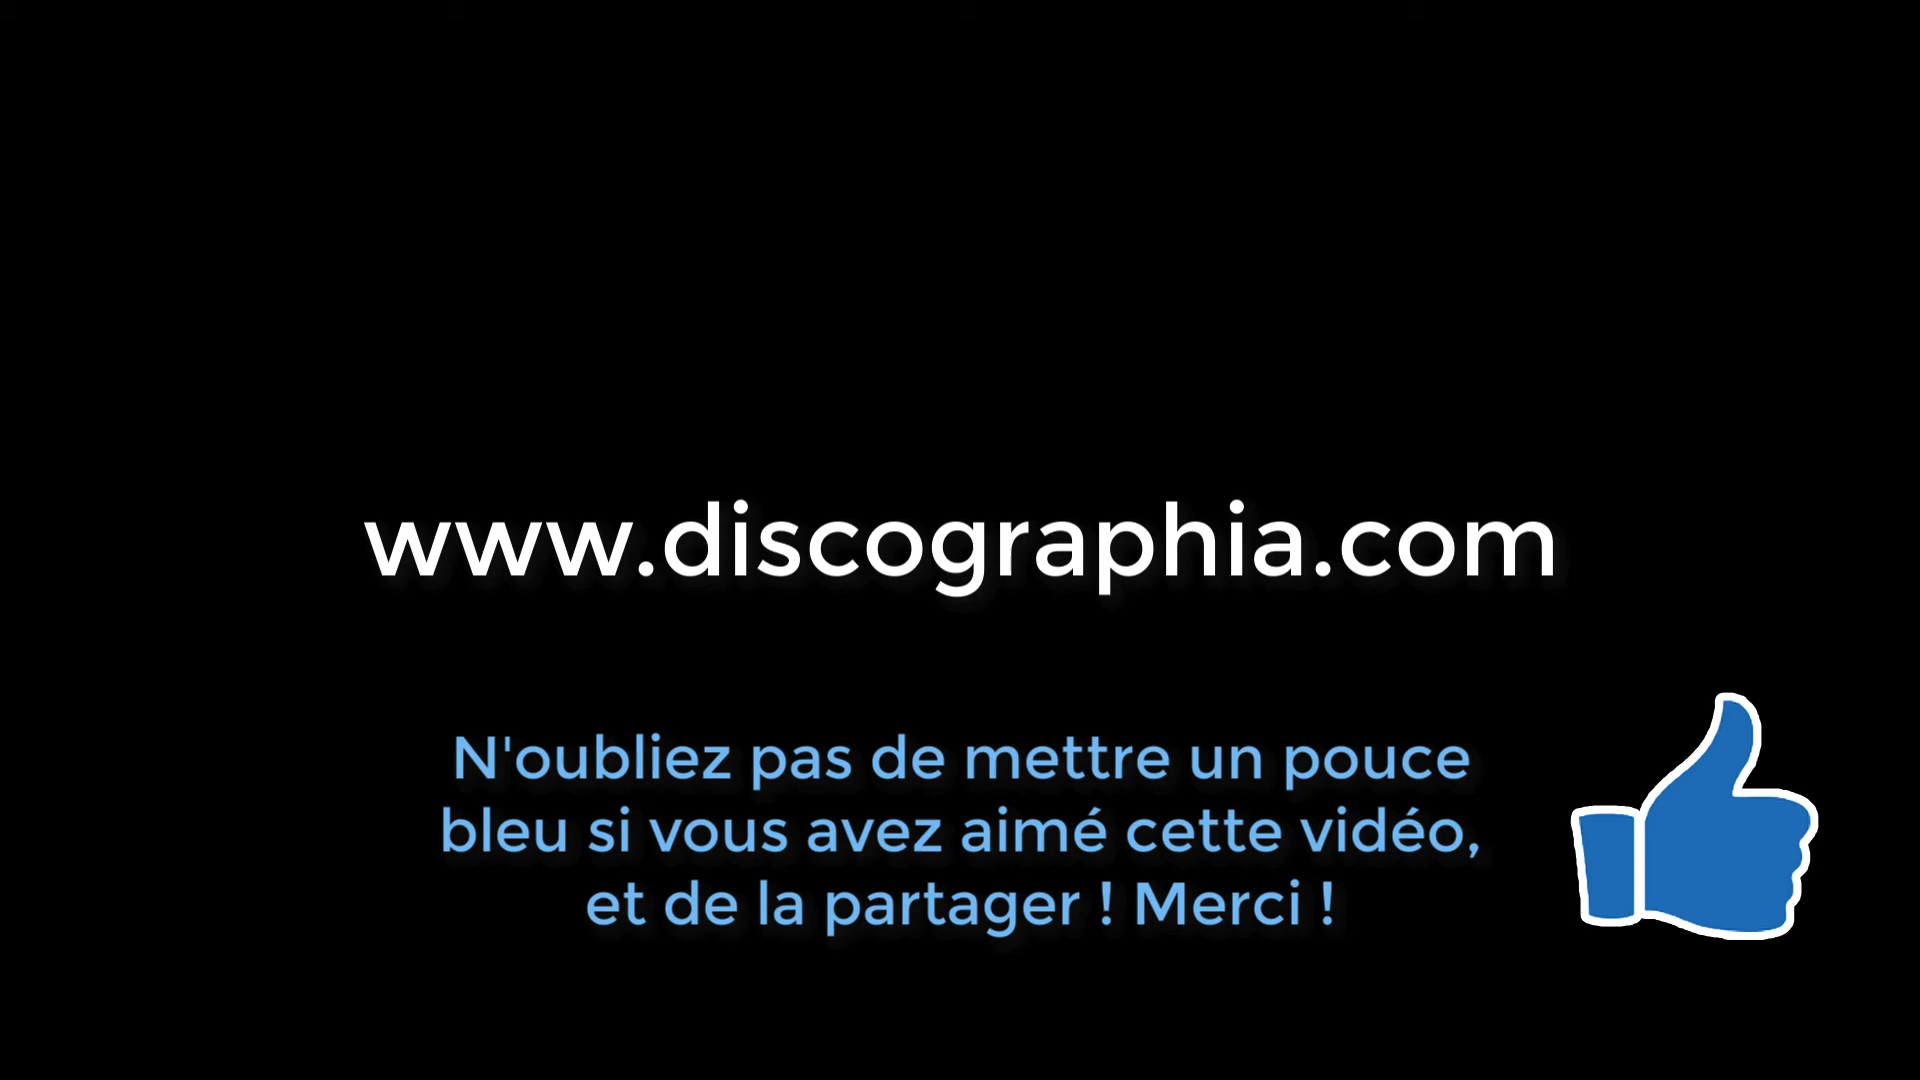 www.discographia.com
N'oubliez pas de mettre un pouce
bleu si vous avez aimé cette vidéo,
et de la partager ! Merci !